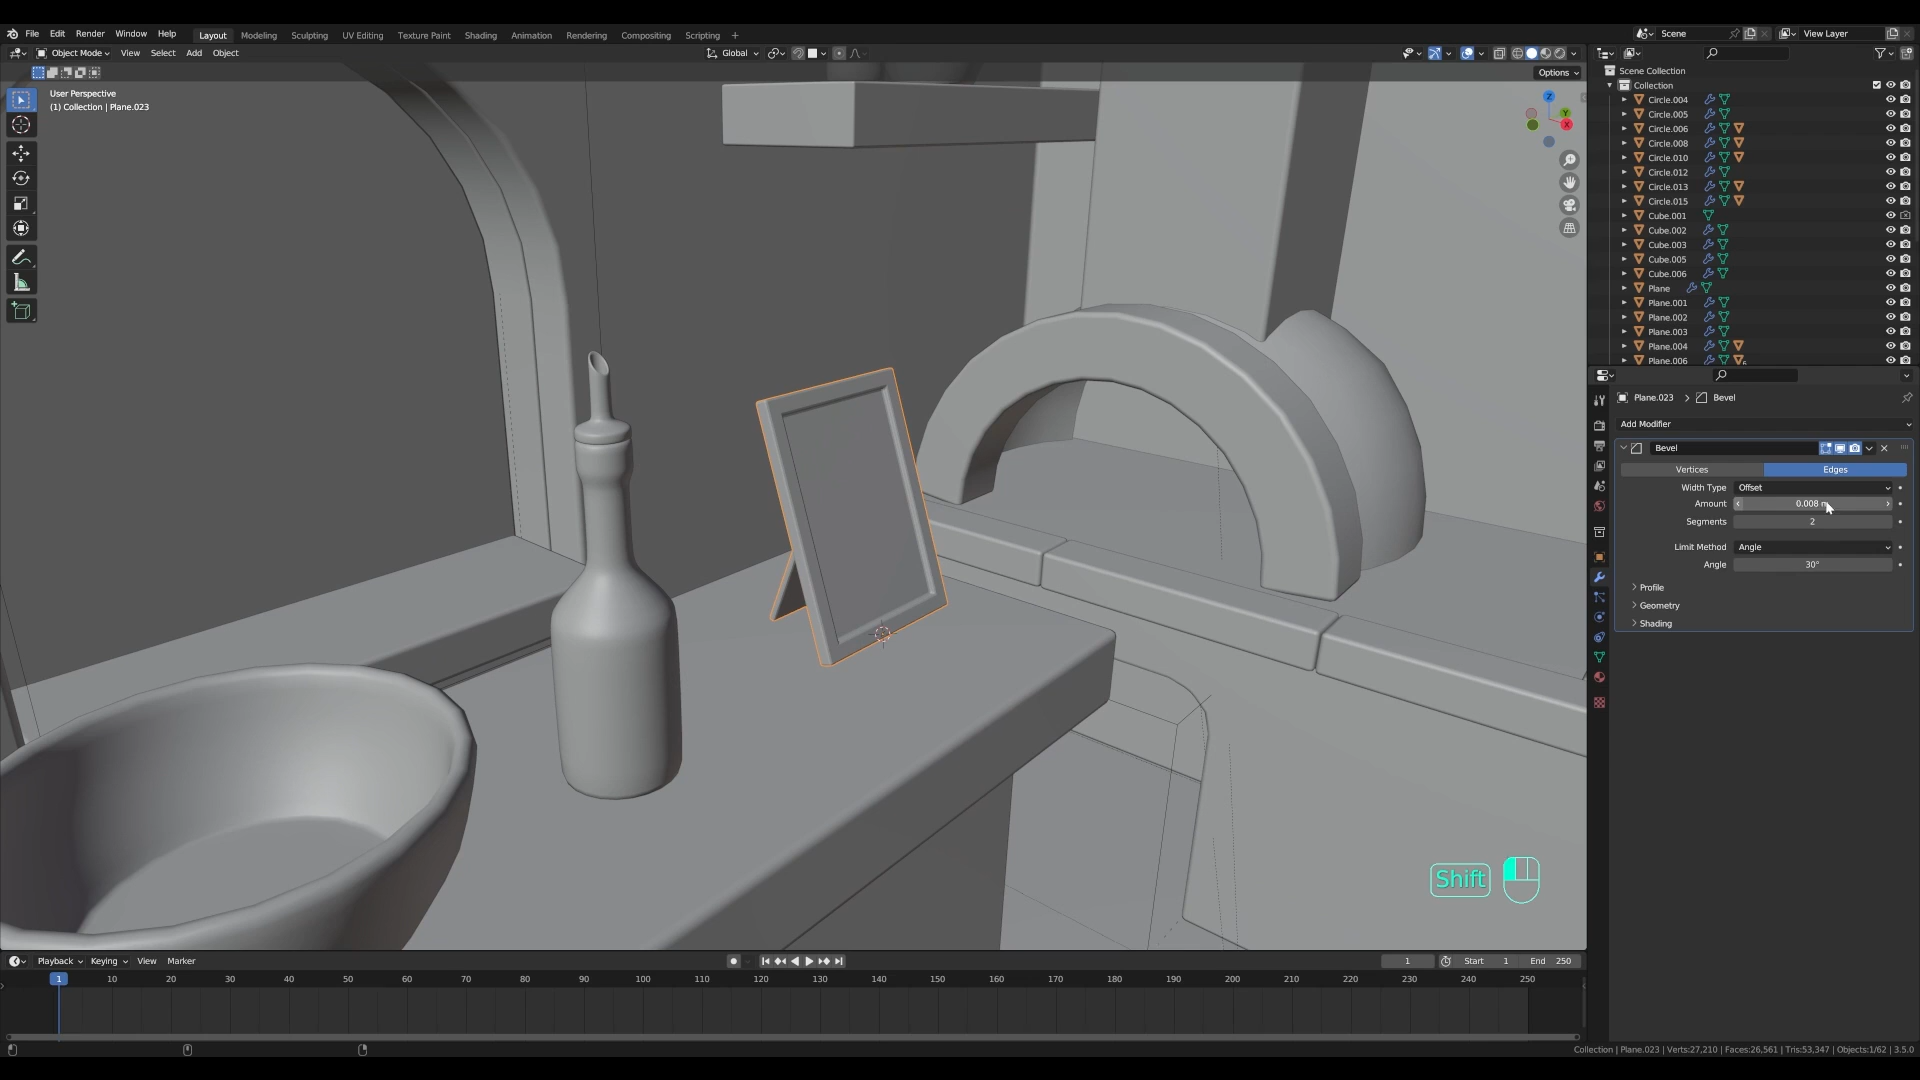 File Edit Render Window Help Layout Modeling Sculpting UV Editing Texture Paint Shading Animation Rendering Compositing Scripting + Scene View Layer
Object Mode View Select Add Object Global
Options
User Perspective
(1) Collection | Plane.023
Z
Y
X
Scene Collection
Collection
Circle.004
Circle.005
Circle.006
Circle.008
Circle.010
Circle.012
Circle.013
Circle.015
Cube.001
Cube.002
Cube.003
Cube.005
Cube.006
Plane
Plane.001
Plane.002
Plane.003
Plane.004
Plane.006
Plane.023 > Bevel
Add Modifier
Bevel
Vertices Edges
Width Type Offset
Amount 0.008 m
Segments 2
Limit Method Angle
Angle 30°
Profile
Geometry
Shading
Shift
Playback Keying View Marker 1 Start 1 End 250
1 10 20 30 40 50 60 70 80 90 100 110 120 130 140 150 160 170 180 190 200 210 220 230 240 250
Collection | Plane.023 | Verts:27,210 | Faces:26,561 | Tris:53,347 | Objects:1/62 | 3.5.0